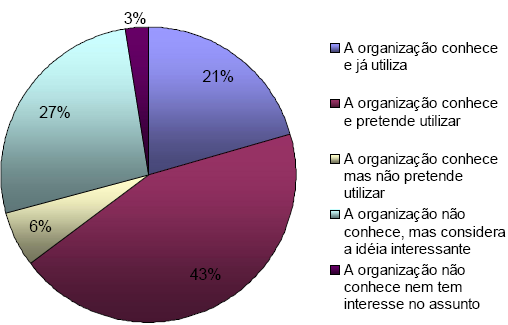 3%
21%
27%
6%
43%
A organização conhece
e já utiliza
A organização conhece
e pretende utilizar
A organização conhece
mas não pretende
utilizar
A organização não
conhece, mas considera
a idéia interessante
A organização não
conhece nem tem
interesse no assunto